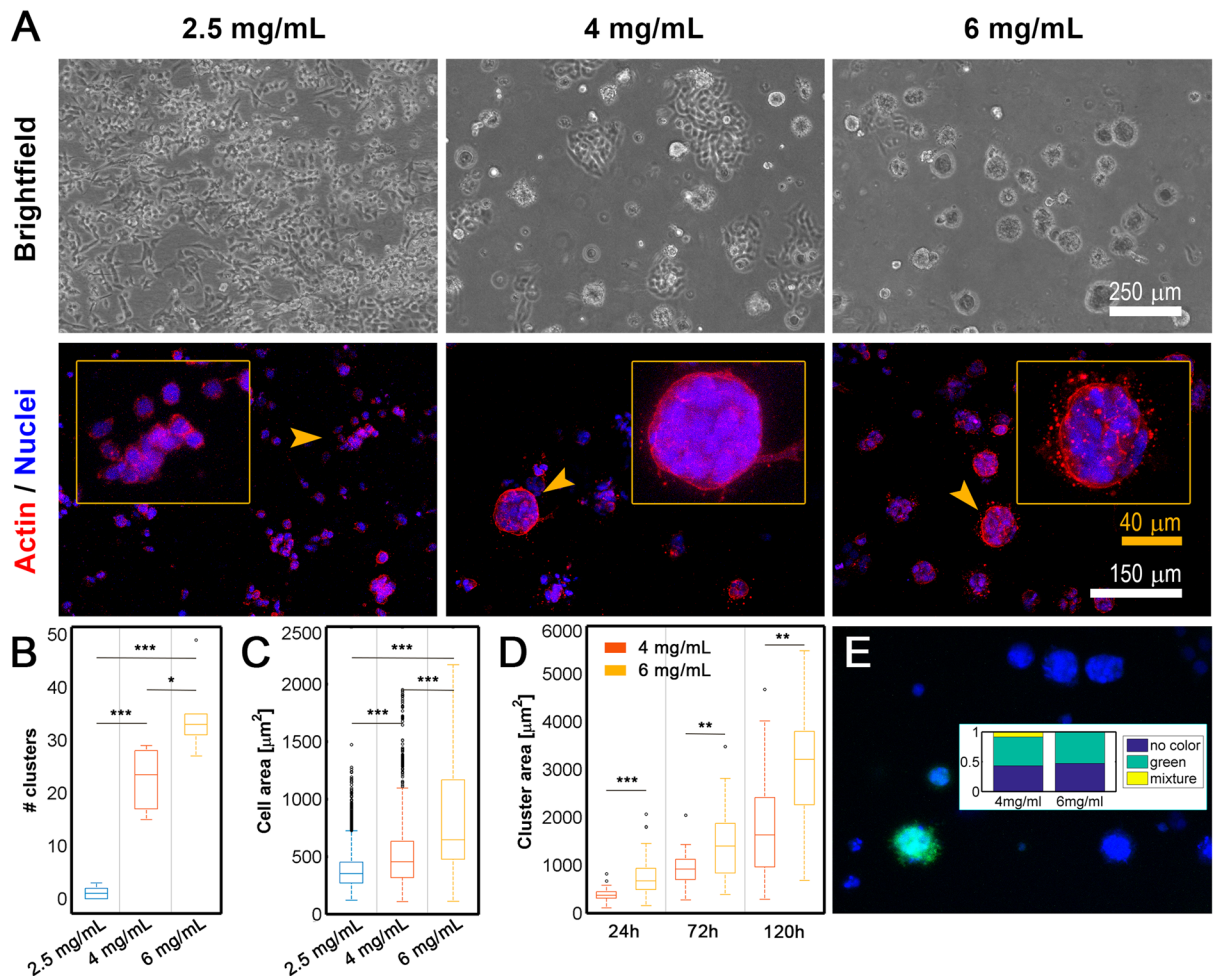 A
2.5 mg/mL
4 mg/mL
6 mg/mL
Brightfield
250 μm
Actin / Nuclei
40 μm
150 μm
B
# clusters
50
40
30
20
10
0
***
*
***
2.5 mg/mL
4 mg/mL
6 mg/mL
C
Cell area [μm²]
2500
2000
1500
1000
500
0
***
***
***
2.5 mg/mL
4 mg/mL
6 mg/mL
D
Cluster area [μm²]
6000
5000
4000
3000
2000
1000
0
4 mg/mL
6 mg/mL
***
**
**
24h
72h
120h
E
1
0.5
0
4mg/ml
6mg/ml
no color
green
mixture